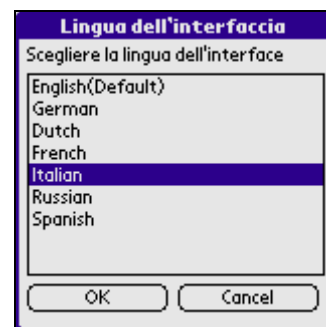 Lingua dell'interfaccia
Scegliere la lingua dell'interface
English(Default)
German
Dutch
French
Italian
Russian
Spanish
OK Cancel